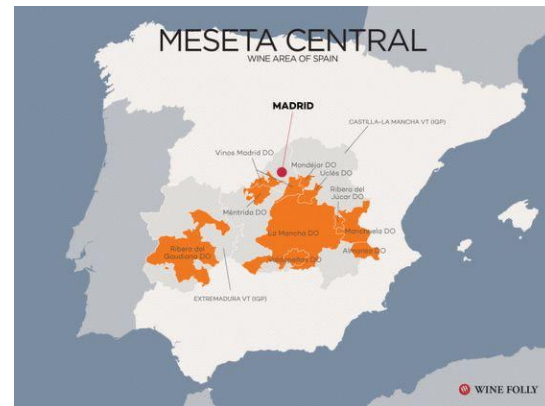 MESETA CENTRAL
WINE AREA OF SPAIN
MADRID
CASTILLA-LA MANCHA VT (IGP)
Vinos Madrid DO
Mondéjar DO
Uclés DO
Ribera del
Júcar DO
Méntrida DO
La Mancha DO
Manchuela DO
Ribera del
Guadiana DO
Almansa DO
Valdepeñas DO
EXTREMADURA VT (IGP)
WINE FOLLY